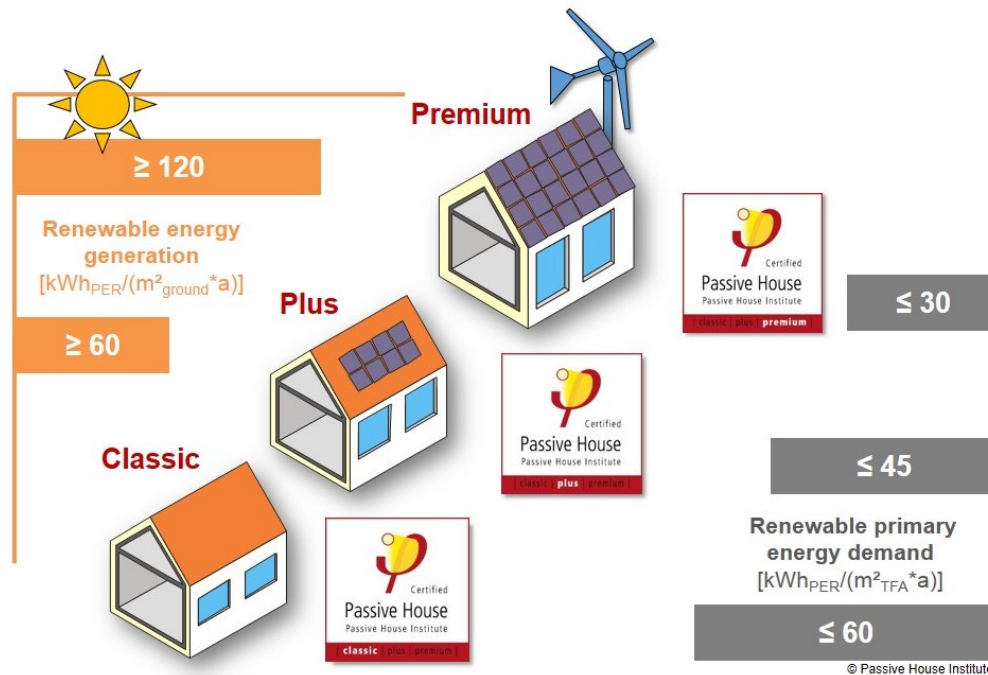 Premium
≥ 120
Renewable energy
generation
[kWhPER/(m²ground*a)]
≥ 60
Plus
Classic
Certified
Passive House
Passive House Institute
| classic | plus | premium |
≤ 30
Certified
Passive House
Passive House Institute
| classic | plus | premium |
≤ 45
Renewable primary
energy demand
[kWhPER/(m²TFA*a)]
Certified
Passive House
Passive House Institute
| classic | plus | premium |
≤ 60
© Passive House Institute